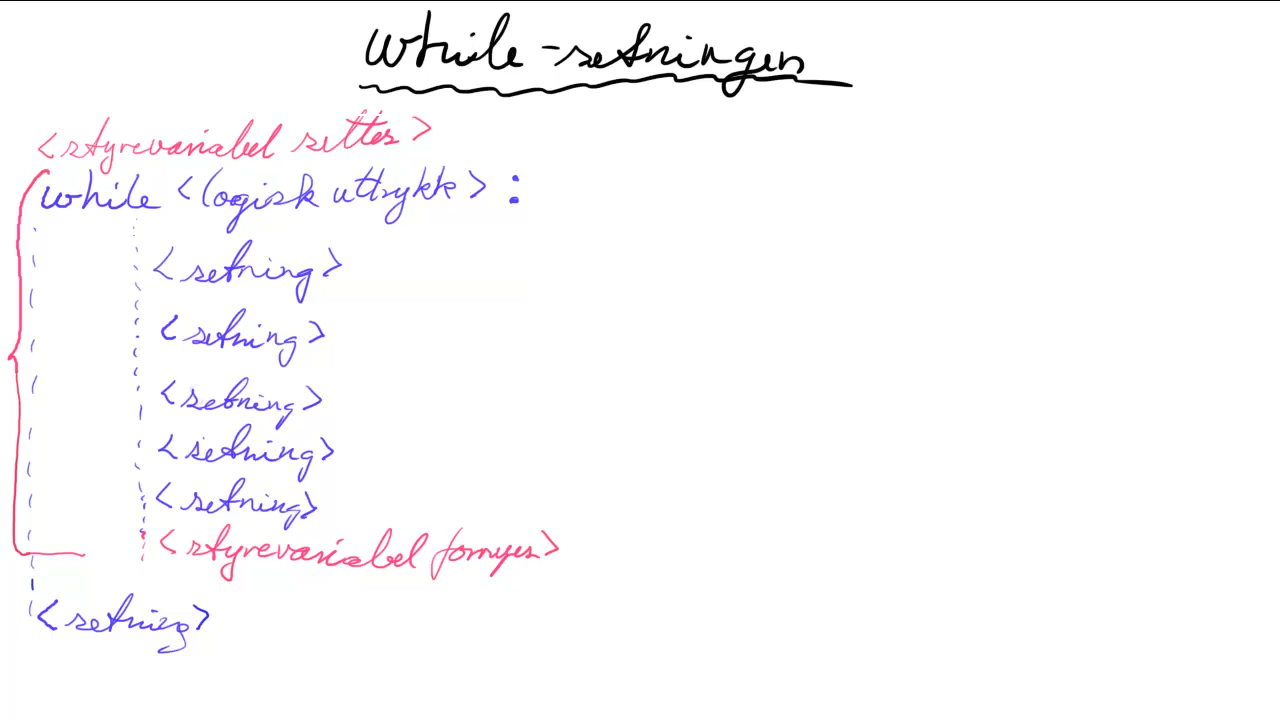 while-setningen
<styrevariabel settes>
while <logisk uttrykk> :
<setning>
<setning>
<setning>
<setning>
<setning>
<styrevariabel fornyes>
<setning>